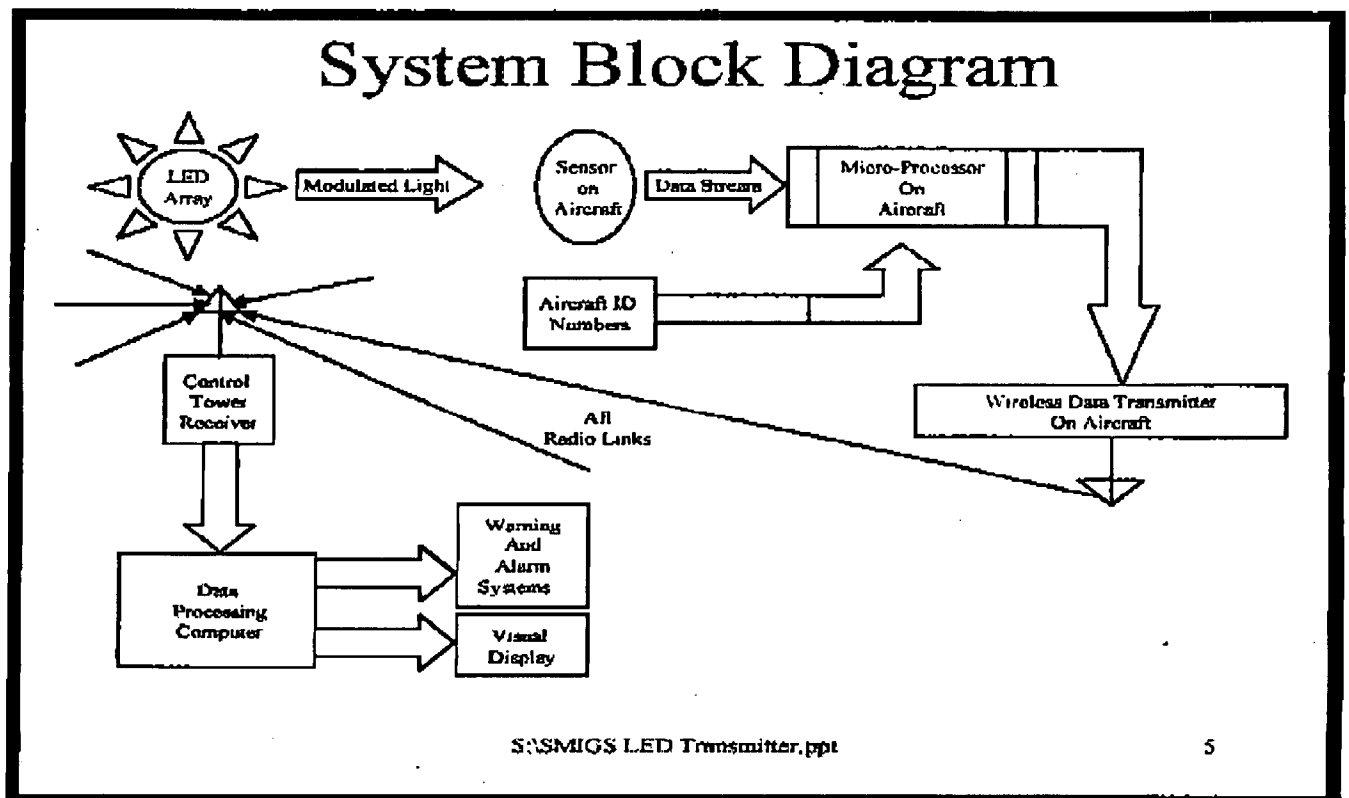 System Block Diagram
LED
Array
Modulated Light
Sensor
on
Aircraft
Data Stream
Micro-Processor
On
Aircraft
Aircraft ID
Numbers
Control
Tower
Receiver
All
Radio Links
Wireless Data Transmitter
On Aircraft
Data
Processing
Computer
Warning
And
Alarm
Systems
Visual
Display
S:\SMIGS LED Transmitter.ppt
5